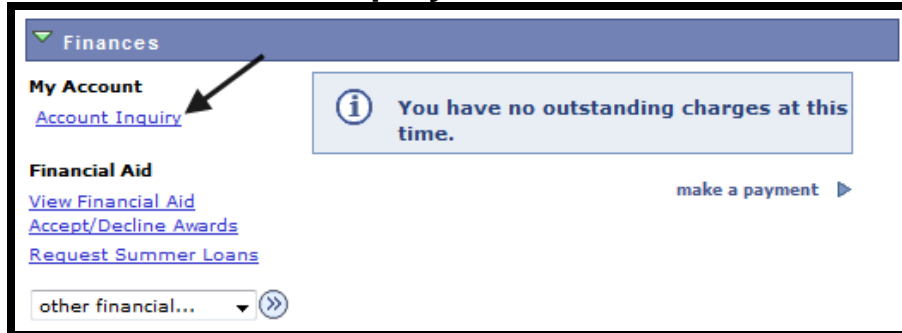 Finances
My Account
Account Inquiry
You have no outstanding charges at this
time.
Financial Aid
View Financial Aid
Accept/Decline Awards
Request Summer Loans
make a payment
other financial...